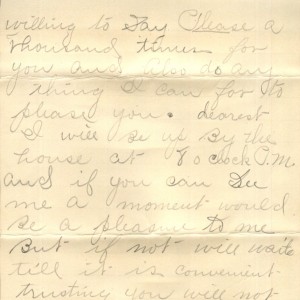 willing to Say Please a
thousand times for
you and Also do any
thing I can for to
please you. dearest
I will be up By the
house at 8 o clock P.M.
and if you can See
me a moment would
Be a pleasure to me
But if not will wait
till it is convenient
trusting you will not